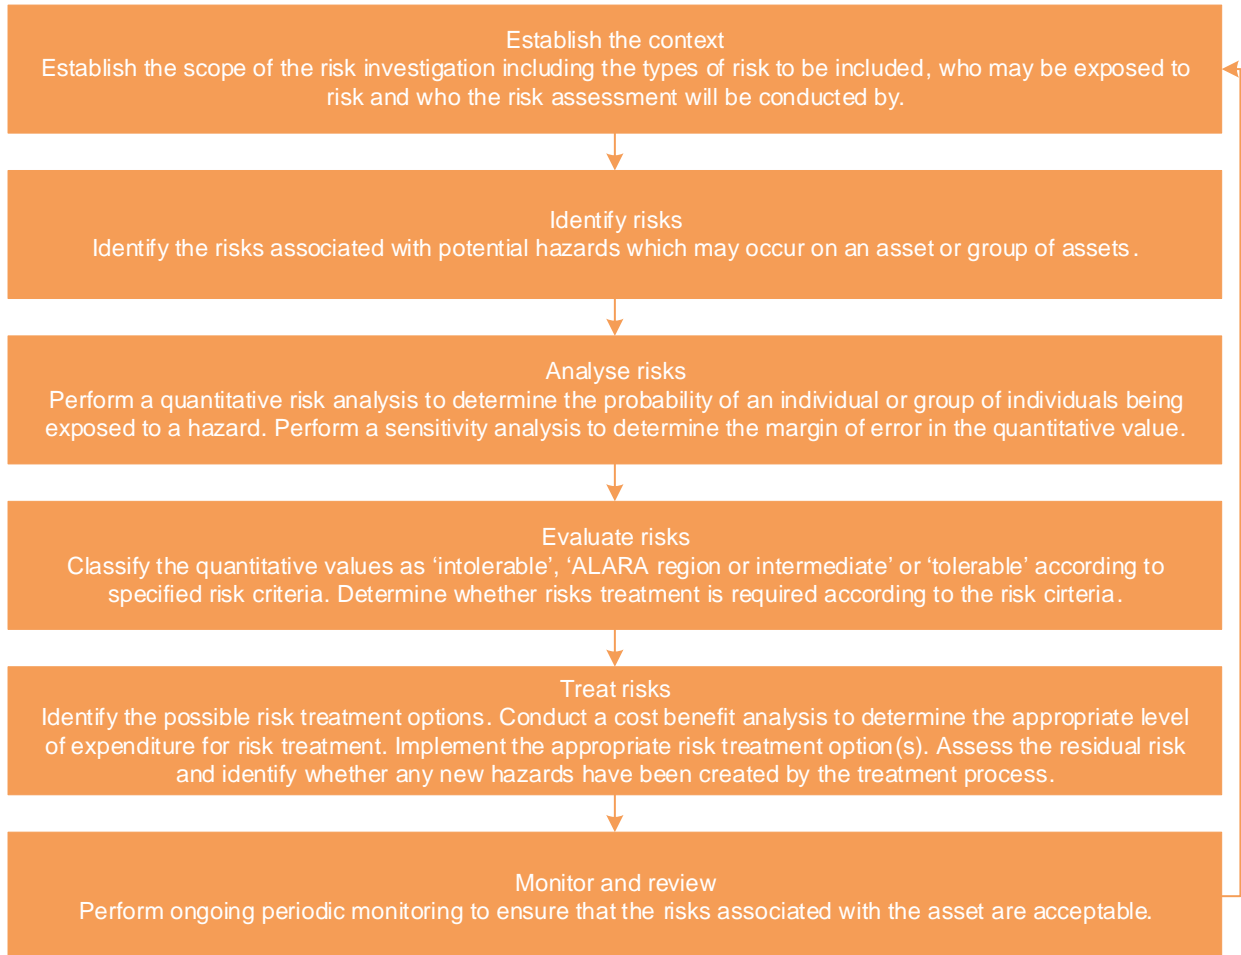 Establish the context
Establish the scope of the risk investigation including the types of risk to be included, who may be exposed to
risk and who the risk assessment will be conducted by.
Identify risks
Identify the risks associated with potential hazards which may occur on an asset or group of assets.
Analyse risks
Perform a quantitative risk analysis to determine the probability of an individual or group of individuals being
exposed to a hazard. Perform a sensitivity analysis to determine the margin of error in the quantitative value.
Evaluate risks
Classify the quantitative values as ‘intolerable’, ‘ALARA region or intermediate’ or ‘tolerable’ according to
specified risk criteria. Determine whether risks treatment is required according to the risk cirteria.
Treat risks
Identify the possible risk treatment options. Conduct a cost benefit analysis to determine the appropriate level
of expenditure for risk treatment. Implement the appropriate risk treatment option(s). Assess the residual risk
and identify whether any new hazards have been created by the treatment process.
Monitor and review
Perform ongoing periodic monitoring to ensure that the risks associated with the asset are acceptable.